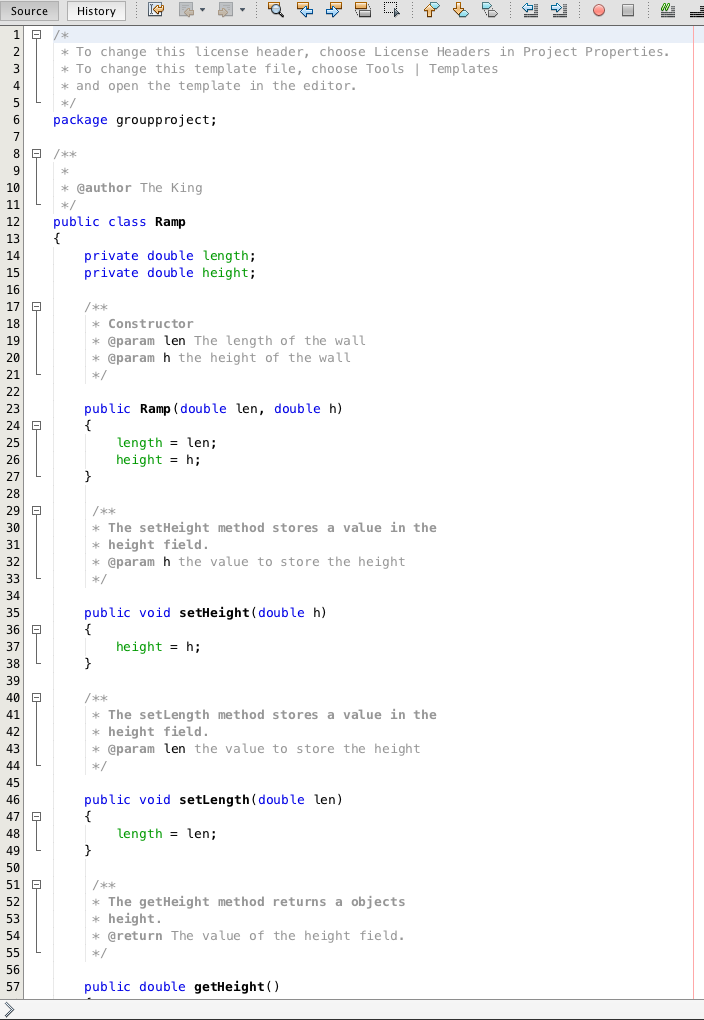 Source History
1 /*
2 * To change this license header, choose License Headers in Project Properties.
3 * To change this template file, choose Tools | Templates
4 * and open the template in the editor.
5 */
6 package groupproject;
7
8 /**
9 *
10 * @author The King
11 */
12 public class Ramp
13 {
14 private double length;
15 private double height;
16
17 /**
18 * Constructor
19 * @param len The length of the wall
20 * @param h the height of the wall
21 */
22
23 public Ramp(double len, double h)
24 {
25 length = len;
26 height = h;
27 }
28
29 /**
30 * The setHeight method stores a value in the
31 * height field.
32 * @param h the value to store the height
33 */
34
35 public void setHeight(double h)
36 {
37 height = h;
38 }
39
40 /**
41 * The setLength method stores a value in the
42 * height field.
43 * @param len the value to store the height
44 */
45
46 public void setLength(double len)
47 {
48 length = len;
49 }
50
51 /**
52 * The getHeight method returns a objects
53 * height.
54 * @return The value of the height field.
55 */
56
57 public double getHeight()